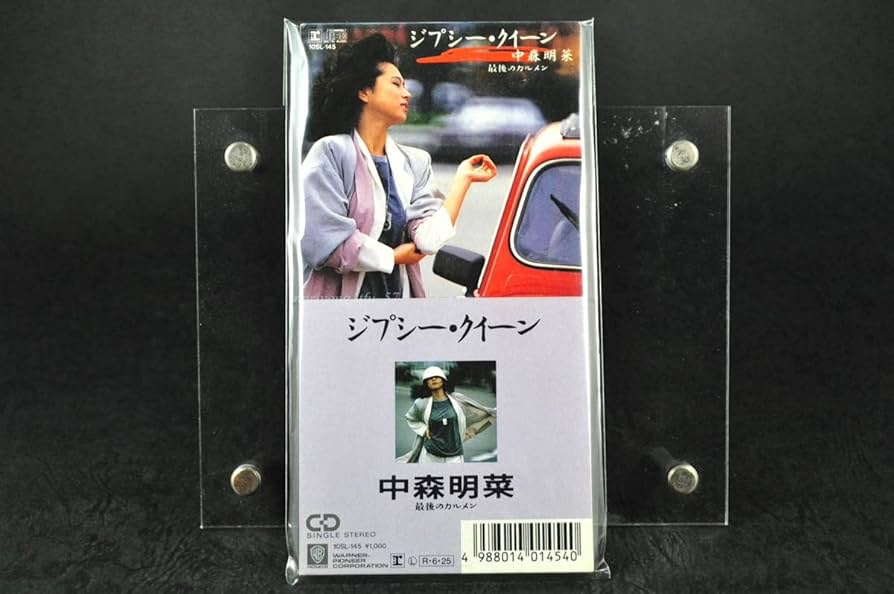 ジプシー・クイーン
中森明菜
最後のカルメン
10SL-145
ジプシー・クイーン
中森明菜
最後のカルメン
CD
SINGLE STEREO
10SL-145 ¥1,000
WARNER-
PIONEER
CORPORATION
R
L
R・6・25
4 988014 014540